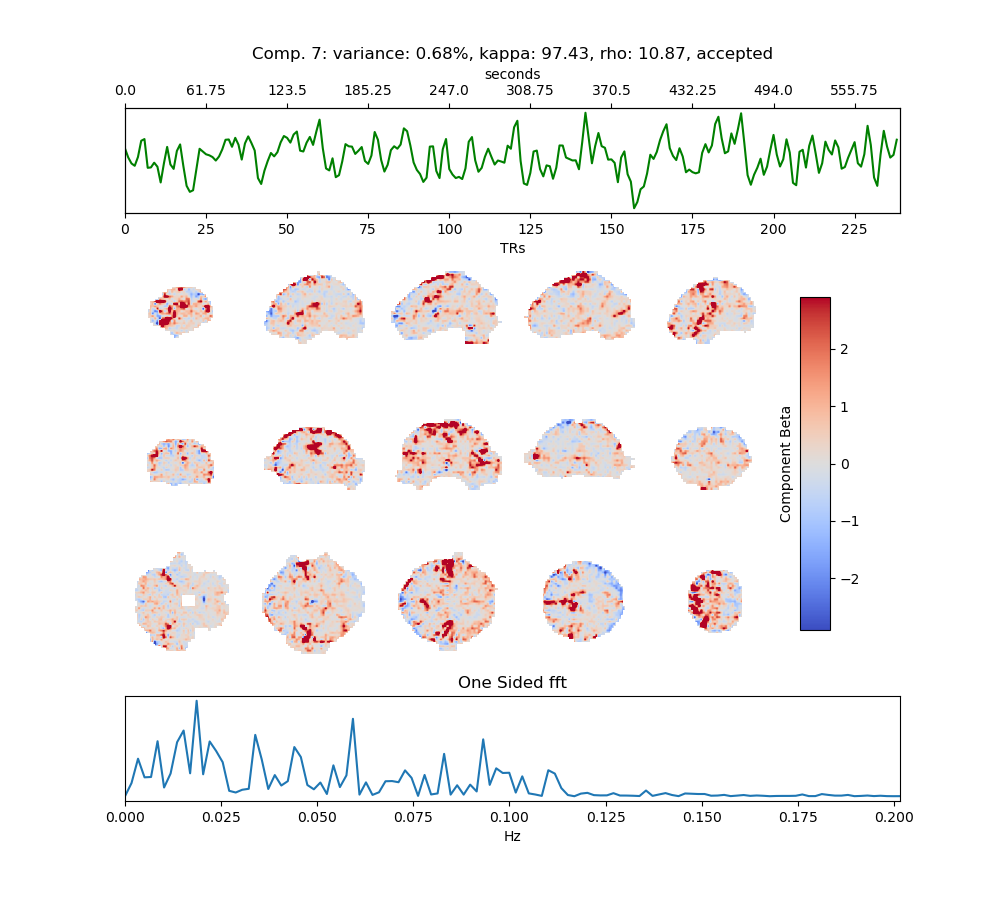 Comp. 7: variance: 0.68%, kappa: 97.43, rho: 10.87, accepted
seconds
0.0 61.75 123.5 185.25 247.0 308.75 370.5 432.25 494.0 555.75
0 25 50 75 100 125 150 175 200 225
TRs
2
1
0
−1
−2
Component Beta
One Sided fft
0.000 0.025 0.050 0.075 0.100 0.125 0.150 0.175 0.200
Hz